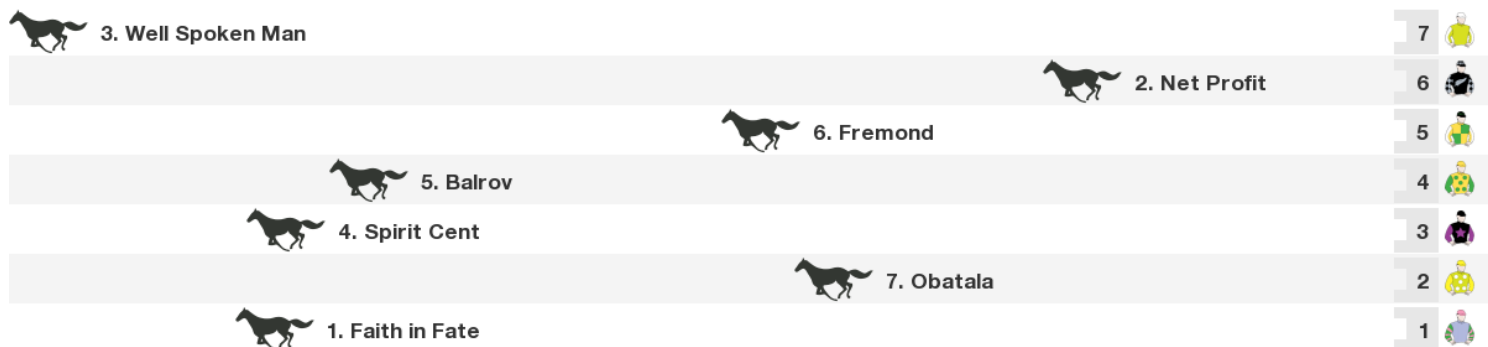 3. Well Spoken Man 7
2. Net Profit 6
6. Fremond 5
5. Balrov 4
4. Spirit Cent 3
7. Obatala 2
1. Faith in Fate 1